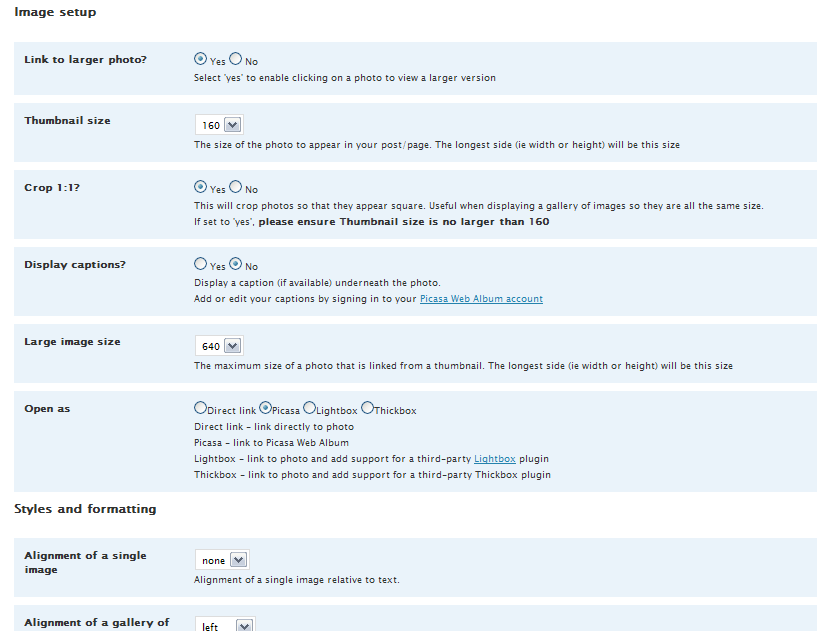 Image setup
Link to larger photo?
Yes No
Select 'yes' to enable clicking on a photo to view a larger version
Thumbnail size
160
The size of the photo to appear in your post/page. The longest side (ie width or height) will be this size
Crop 1:1?
Yes No
This will crop photos so that they appear square. Useful when displaying a gallery of images so they are all the same size.
If set to 'yes', please ensure Thumbnail size is no larger than 160
Display captions?
Yes No
Display a caption (if available) underneath the photo.
Add or edit your captions by signing in to your Picasa Web Album account
Large image size
640
The maximum size of a photo that is linked from a thumbnail. The longest side (ie width or height) will be this size
Open as
Direct link Picasa Lightbox Thickbox
Direct link - link directly to photo
Picasa - link to Picasa Web Album
Lightbox - link to photo and add support for a third-party Lightbox plugin
Thickbox - link to photo and add support for a third-party Thickbox plugin
Styles and formatting
Alignment of a single
image
none
Alignment of a single image relative to text.
Alignment of a gallery of
left